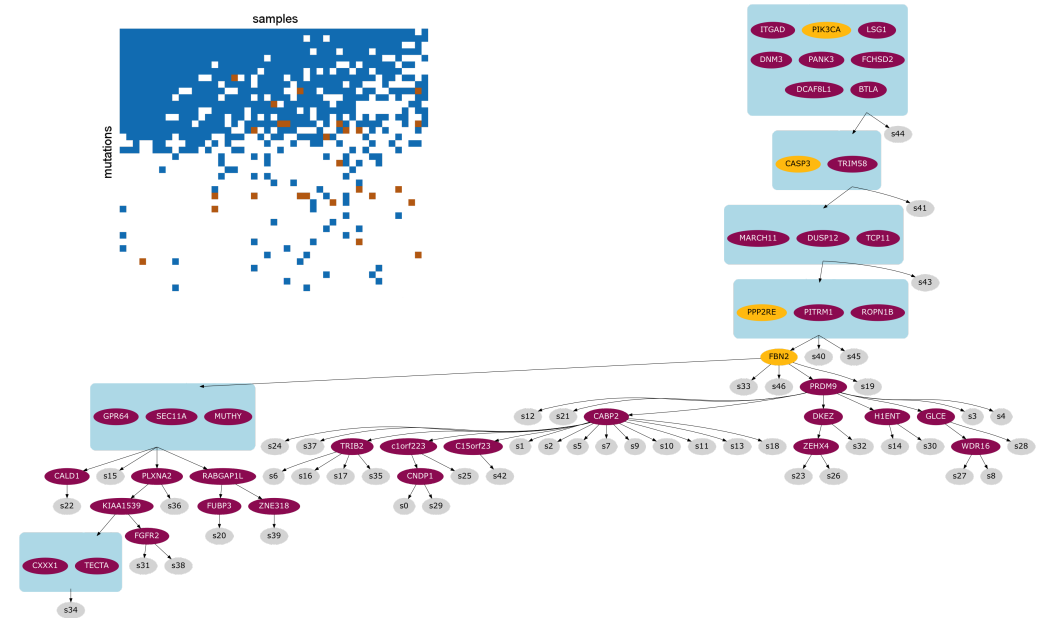 samples
mutations
ITGAD PIK3CA LSG1
DNM3 PANK3 FCHSD2
DCAF8L1 BTLA
s44
CASP3 TRIM58
s41
MARCH11 DUSP12 TCP11
s43
PPP2RE PITRM1 ROPN1B
FBN2 s40 s45
s33 s46 PRDM9 s19
GPR64 SEC11A MUTHY
s12 s21 CABP2 DKEZ H1ENT GLCE s3 s4
s24 s37 TRIB2 c1orf223 C15orf23 s1 s2 s5 s7 s9 s10 s11 s13 s18 ZEHX4 s32 s14 s30 WDR16 s28
CALD1 s15 PLXNA2 RABGAP1L s6 s16 s17 s35 CNDP1 s25 s42 s23 s26 s27 s8
s22 KIAA1539 s36 FUBP3 ZNE318 s0 s29
FGFR2 s20 s39
CXXX1 TECTA s31 s38
s34